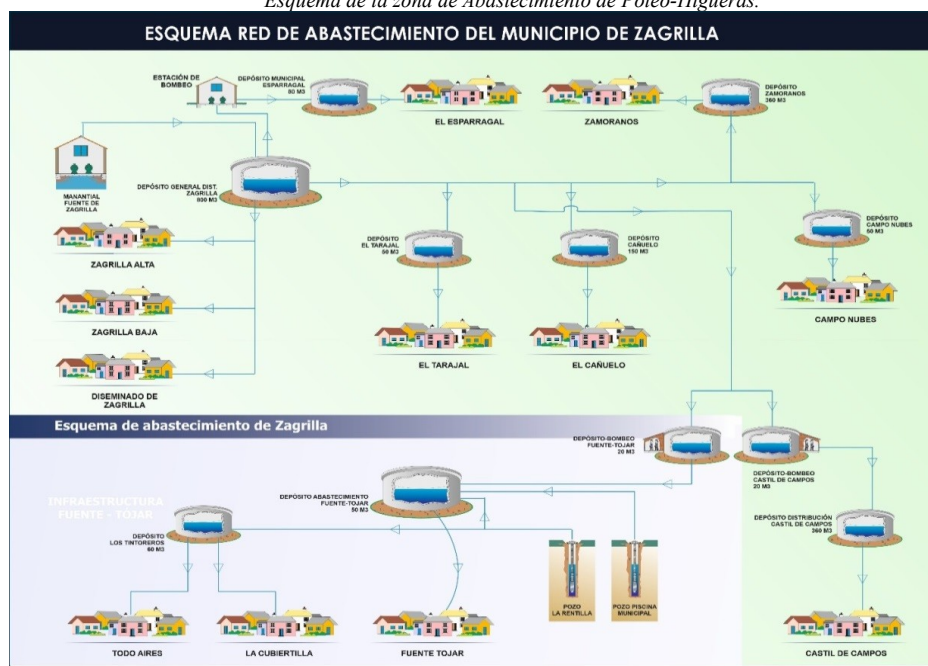 Esquema de la zona de Abastecimiento de Poleo-Higueras.
ESQUEMA RED DE ABASTECIMIENTO DEL MUNICIPIO DE ZAGRILLA
ESTACIÓN DE
BOMBEO
DEPÓSITO MUNICIPAL
ESPARRAGAL
50 M3
EL ESPARRAGAL
ZAMORANOS
DEPÓSITO
ZAMORANOS
360 M3
MANANTIAL
FUENTE DE
ZAGRILLA
DEPÓSITO GENERAL DIST.
ZAGRILLA
500 M3
ZAGRILLA ALTA
DEPÓSITO
EL TARAJAL
50 M3
DEPÓSITO
CAÑUELO
150 M3
DEPÓSITO
CAMPO NUBES
50 M3
ZAGRILLA BAJA
CAMPO NUBES
EL TARAJAL
EL CAÑUELO
DISEMINADO DE
ZAGRILLA
Esquema de abastecimiento de Zagrilla
DEPÓSITO-BOMBEO
FUENTE-TOJAR
20 M3
DEPÓSITO-BOMBEO
CASTIL DE CAMPOS
20 M3
INFRAESTRUCTURA
FUENTE - TOJAR
DEPÓSITO ABASTECIMIENTO
FUENTE-TOJAR
50 M3
DEPÓSITO DISTRIBUCIÓN
CASTIL DE CAMPOS
360 M3
DEPÓSITO
LOS TINTOREROS
60 M3
POZO
LA RENTILLA
POZO PISCINA
MUNICIPAL
TODO AIRES
LA CUBIERTILLA
FUENTE TOJAR
CASTIL DE CAMPOS